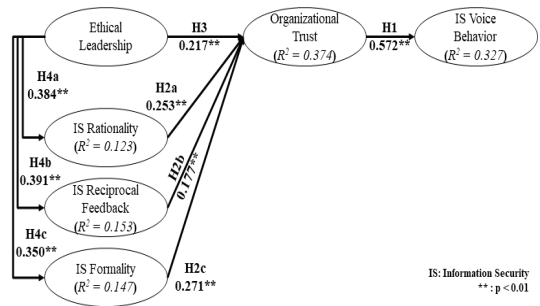 Ethical
Leadership
H3
0.217**
Organizational
Trust
(R² = 0.374)
H1
0.572**
IS Voice
Behavior
(R² = 0.327)
H4a
0.384**
H2a
0.253**
IS Rationality
(R² = 0.123)
H4b
0.391**
H2b
0.177**
IS Reciprocal
Feedback
(R² = 0.153)
H4c
0.350**
IS Formality
(R² = 0.147)
H2c
0.271**
IS: Information Security
** : p < 0.01